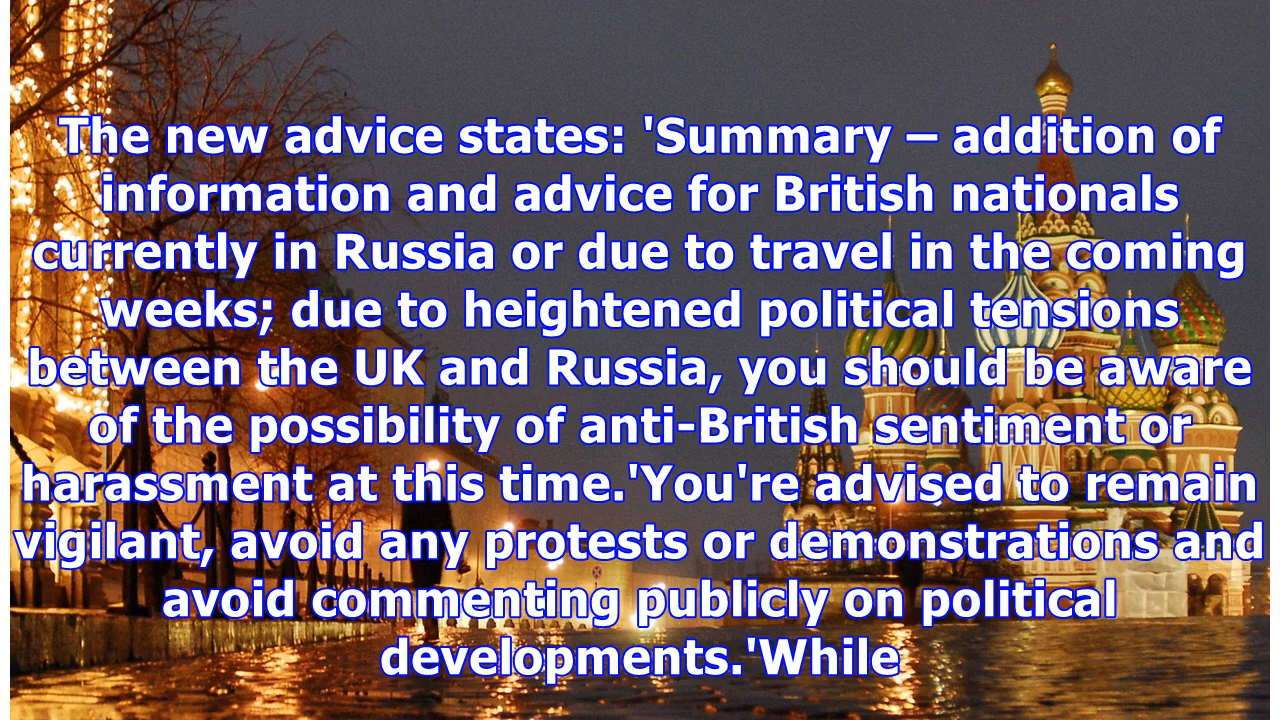 The new advice states: 'Summary – addition of
information and advice for British nationals
currently in Russia or due to travel in the coming
weeks; due to heightened political tensions
between the UK and Russia, you should be aware
of the possibility of anti-British sentiment or
harassment at this time.'You're advised to remain
vigilant, avoid any protests or demonstrations and
avoid commenting publicly on political
developments.'While